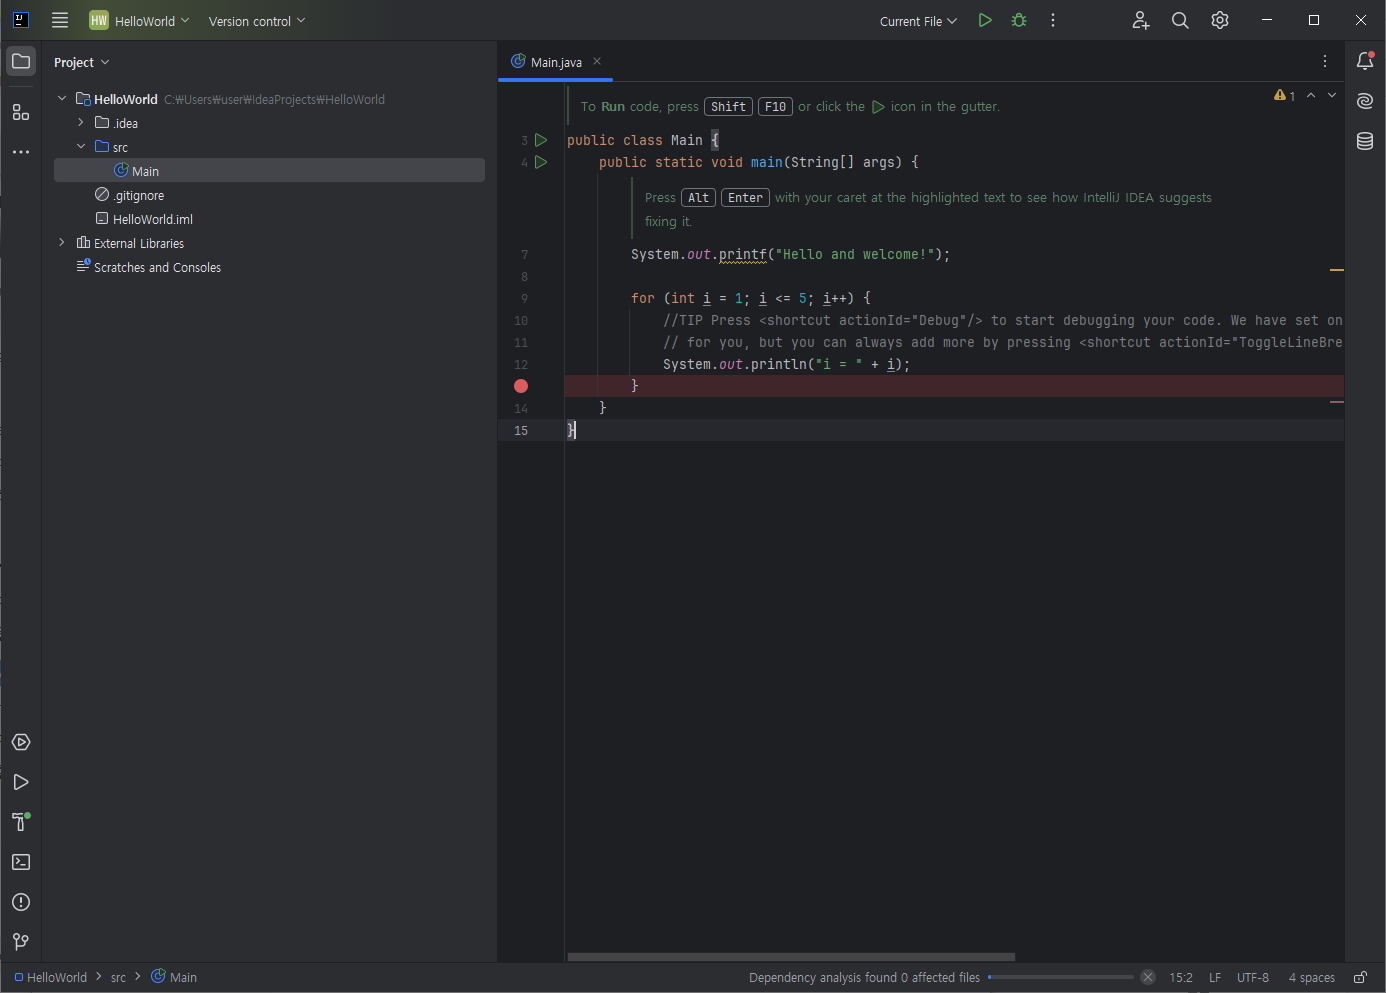 HW HelloWorld Version control Current File
Project
Main.java
HelloWorld C:₩Users₩user₩IdeaProjects₩HelloWorld
.idea
src
Main
.gitignore
HelloWorld.iml
External Libraries
Scratches and Consoles
To Run code, press Shift F10 or click the icon in the gutter.
1
3 public class Main {
4 public static void main(String[] args) {
Press Alt Enter with your caret at the highlighted text to see how IntelliJ IDEA suggests
fixing it.
7 System.out.printf("Hello and welcome!");
8
9 for (int i = 1; i <= 5; i++) {
10 //TIP Press <shortcut actionId="Debug"/> to start debugging your code. We have set on
11 // for you, but you can always add more by pressing <shortcut actionId="ToggleLineBre
12 System.out.println("i = " + i);
}
14 }
15 }
HelloWorld > src > Main
Dependency analysis found 0 affected files 15:2 LF UTF-8 4 spaces